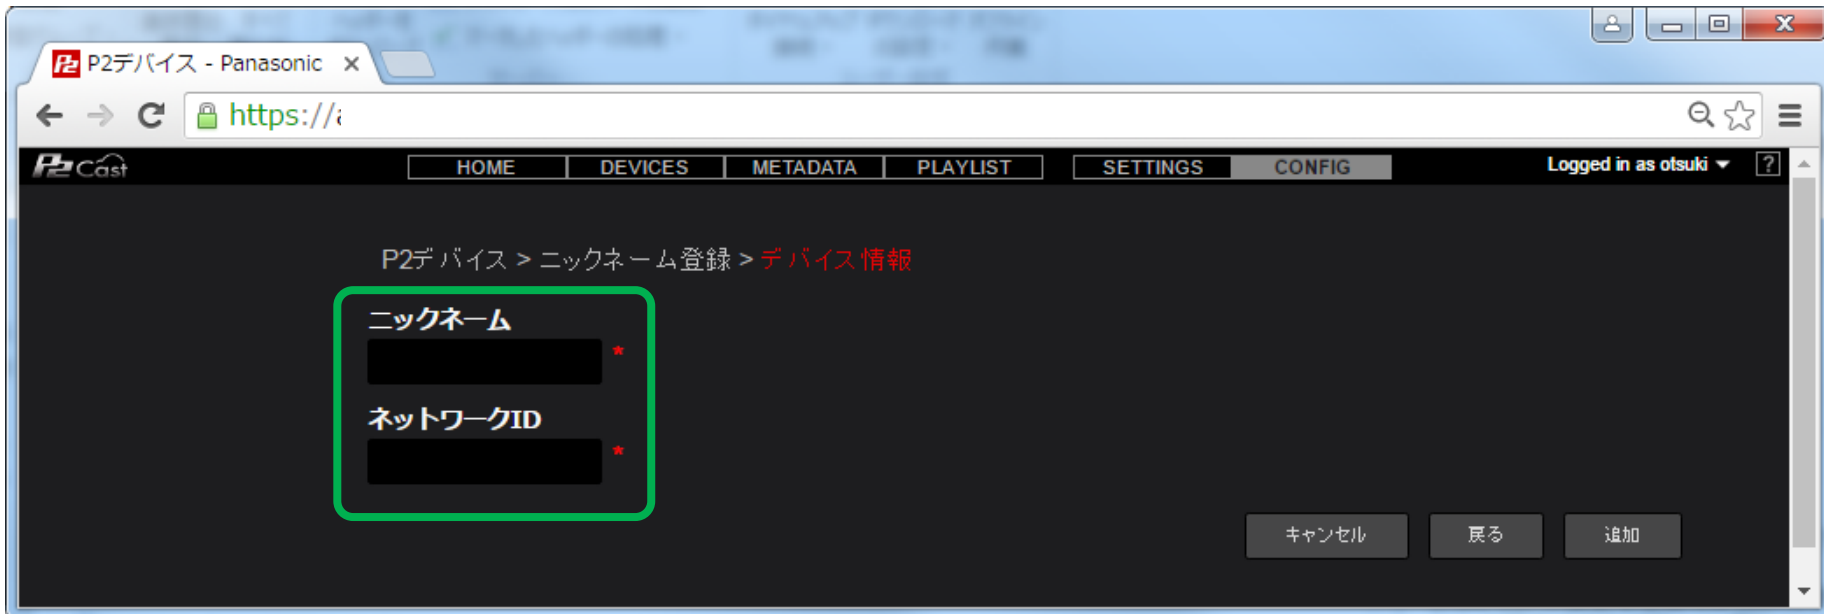 P2デバイス - Panasonic
https://a
P2 cast HOME DEVICES METADATA PLAYLIST SETTINGS CONFIG Logged in as otsuki ?
P2デバイス > ニックネーム登録 > デバイス情報
ニックネーム
*
ネットワークID
*
キャンセル 戻る 追加